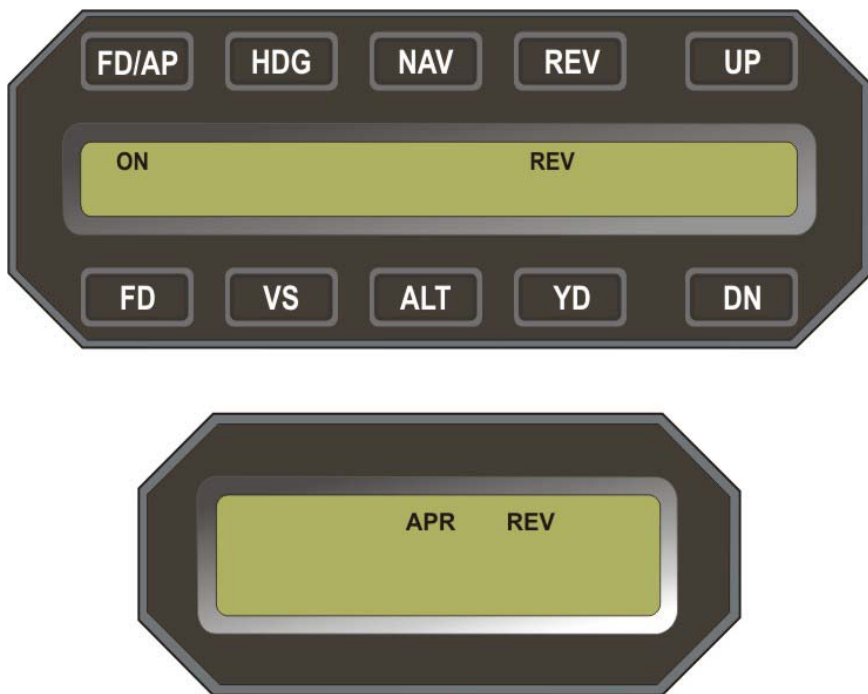 FD/AP HDG NAV REV UP
ON REV
FD VS ALT YD DN
APR REV